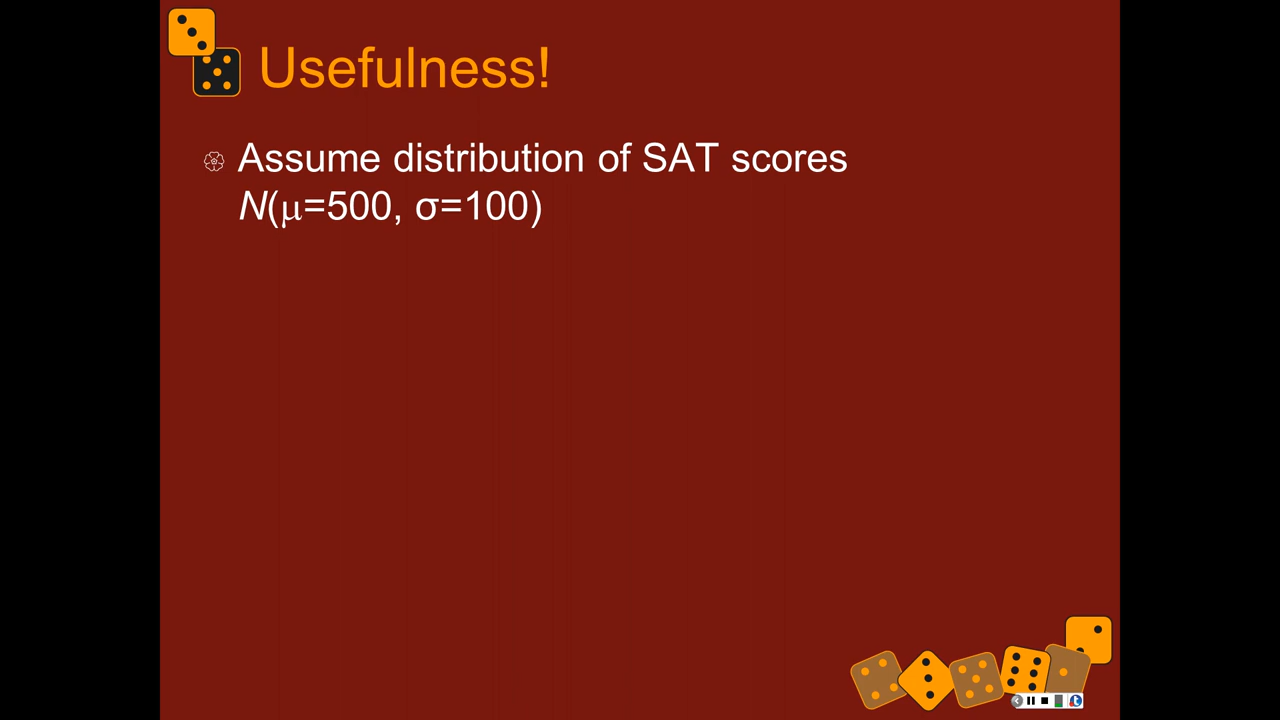 Usefulness!
Assume distribution of SAT scores
N(μ=500, σ=100)